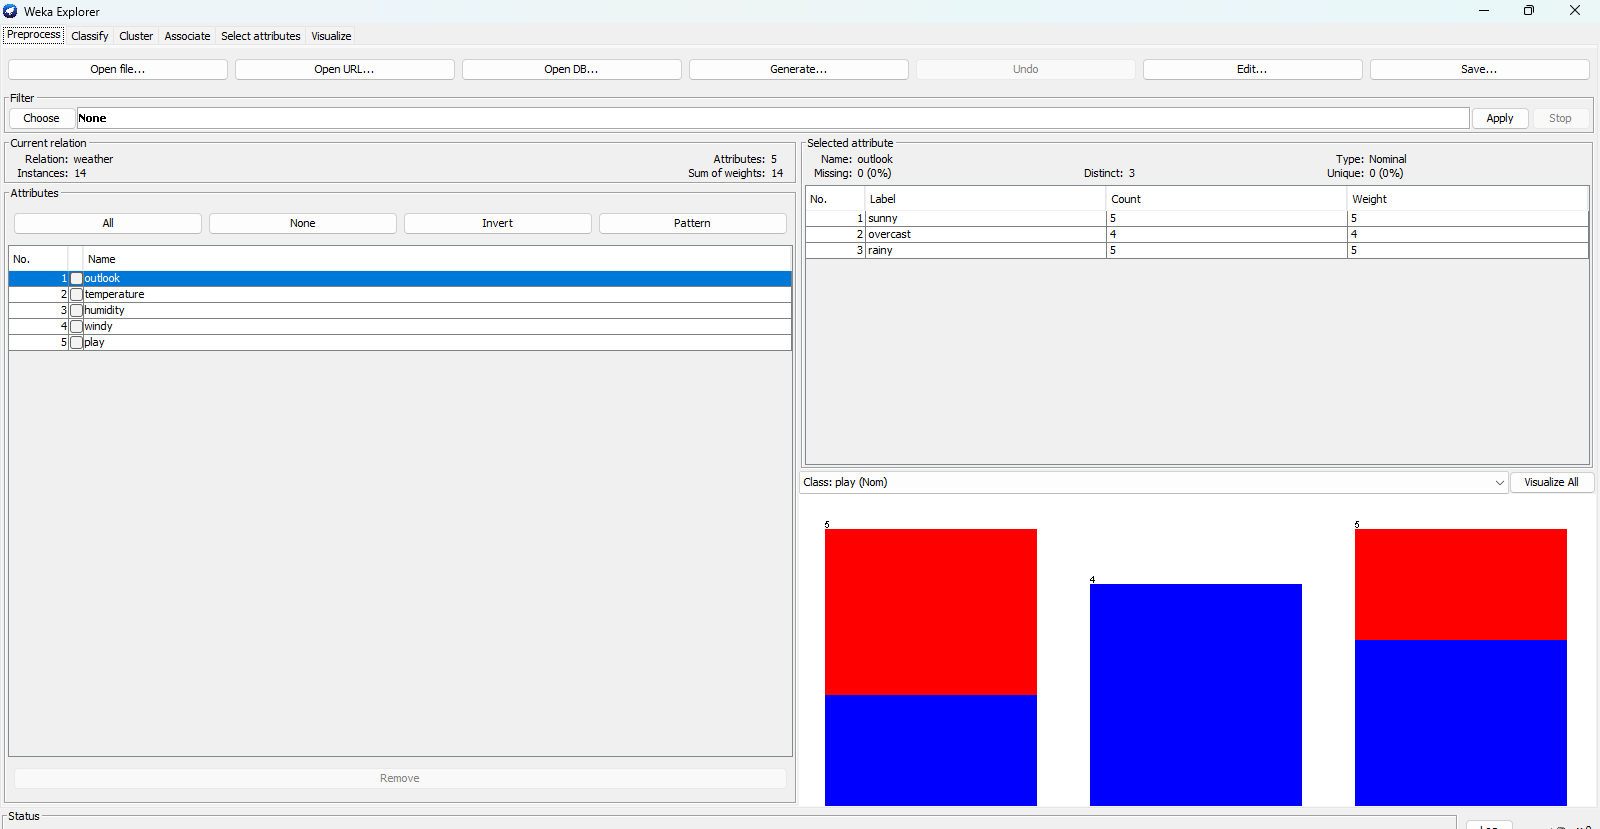 Weka Explorer
Preprocess Classify Cluster Associate Select attributes Visualize
Open file... Open URL... Open DB... Generate... Undo Edit... Save...
Filter
Choose None Apply Stop
Current relation
Relation: weather Attributes: 5
Instances: 14 Sum of weights: 14
Attributes
All None Invert Pattern
No. Name
1 outlook
2 temperature
3 humidity
4 windy
5 play
Remove
Selected attribute
Name: outlook Type: Nominal
Missing: 0 (0%) Distinct: 3 Unique: 0 (0%)
No. Label Count Weight
1 sunny 5 5
2 overcast 4 4
3 rainy 5 5
Class: play (Nom) Visualize All
5 4 5
Status